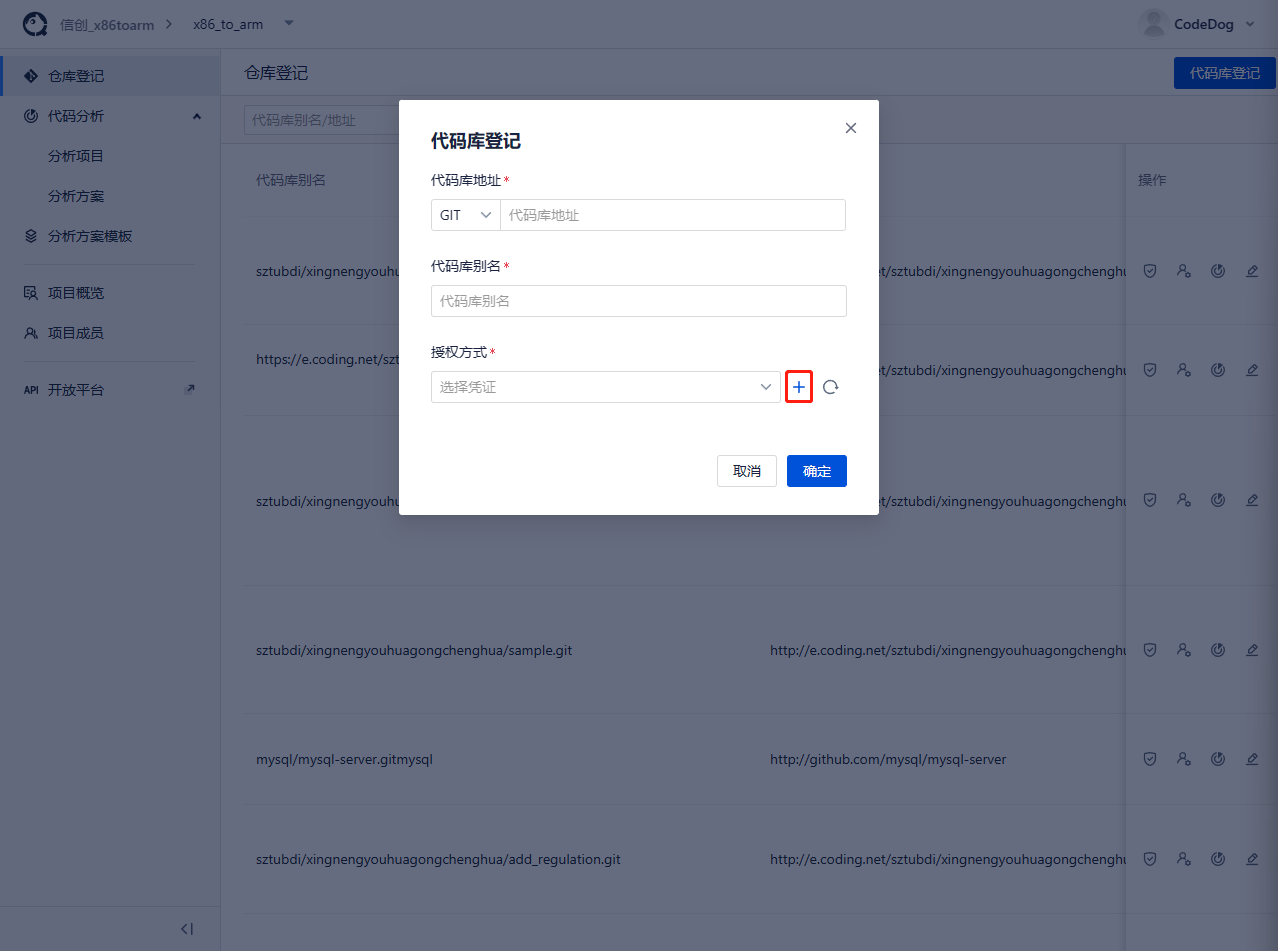 信创_x86toarm > x86_to_arm
CodeDog
仓库登记
代码分析
分析项目
分析方案
分析方案模板
项目概览
项目成员
API 开放平台
仓库登记
代码库登记
代码库别名/地址
代码库别名
操作
sztubdi/xingnengyouhu
et/sztubdi/xingnengyouhuagongchenghu
https://e.coding.net/szt
et/sztubdi/xingnengyouhuagongchenghu
sztubdi/xingnengyouhu
et/sztubdi/xingnengyouhuagongchenghu
sztubdi/xingnengyouhuagongchenghua/sample.git
http://e.coding.net/sztubdi/xingnengyouhuagongchenghu
mysql/mysql-server.gitmysql
http://github.com/mysql/mysql-server
sztubdi/xingnengyouhuagongchenghua/add_regulation.git
http://e.coding.net/sztubdi/xingnengyouhuagongchenghu
代码库登记
代码库地址*
GIT 代码库地址
代码库别名*
代码库别名
授权方式*
选择凭证
取消 确定